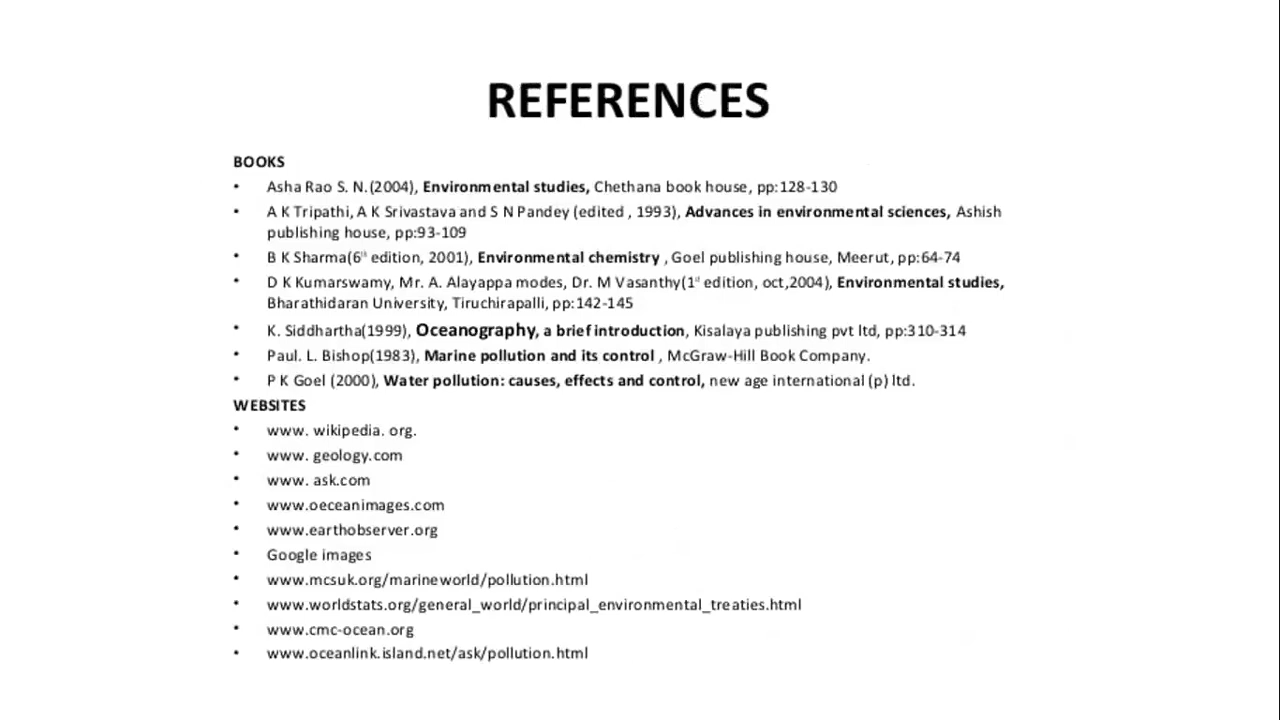 REFERENCES
BOOKS
• Asha Rao S. N.(2004), Environmental studies, Chethana book house, pp:128-130
• A K Tripathi, A K Srivastava and S N Pandey (edited , 1993), Advances in environmental sciences, Ashish
publishing house, pp:93-109
• B K Sharma(6th edition, 2001), Environmental chemistry , Goel publishing house, Meerut, pp:64-74
• D K Kumarswamy, Mr. A. Alayappa modes, Dr. M Vasanthy(1st edition, oct,2004), Environmental studies,
Bharathidaran University, Tiruchirapalli, pp:142-145
• K. Siddhartha(1999), Oceanography, a brief introduction, Kisalaya publishing pvt ltd, pp:310-314
• Paul. L. Bishop(1983), Marine pollution and its control , McGraw-Hill Book Company.
• P K Goel (2000), Water pollution: causes, effects and control, new age international (p) ltd.
WEBSITES
• www. wikipedia. org.
• www. geology.com
• www. ask.com
• www.oeceanimages.com
• www.earthobserver.org
• Google images
• www.mcsuk.org/marineworld/pollution.html
• www.worldstats.org/general_world/principal_environmental_treaties.html
• www.cmc-ocean.org
• www.oceanlink.island.net/ask/pollution.html